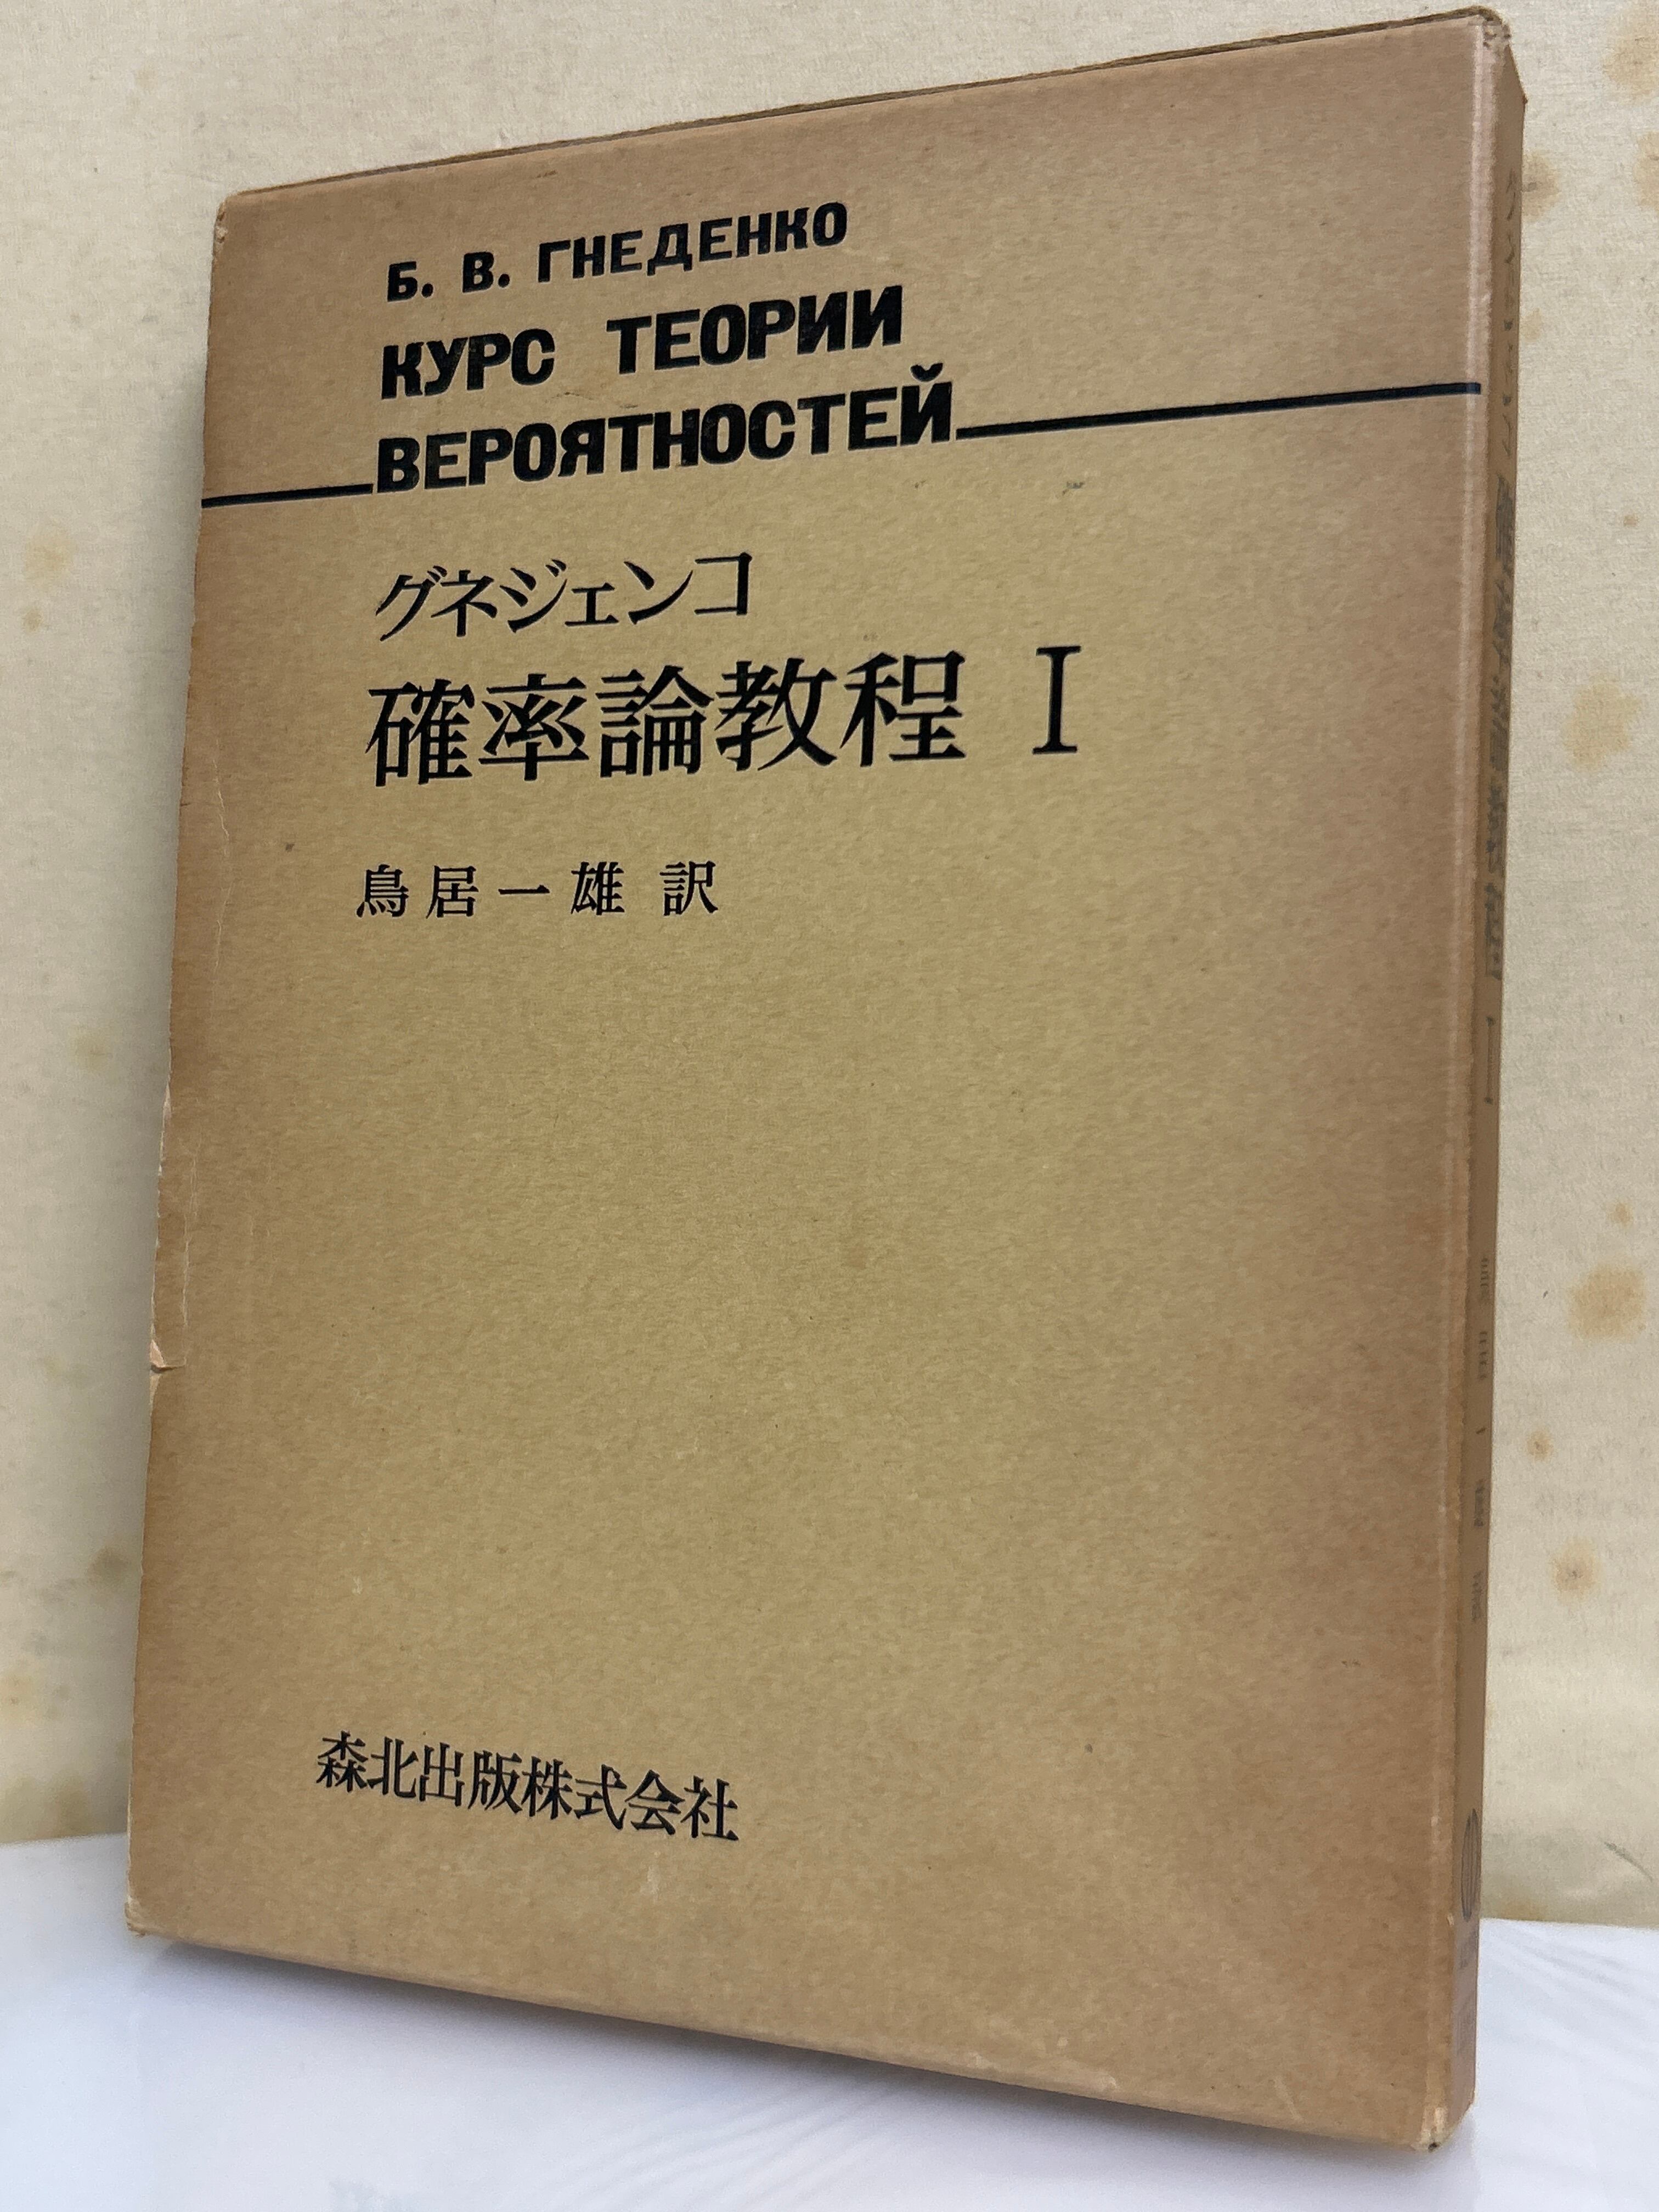 Б. В. ГНЕДЕНКО
КУРС ТЕОРИИ
ВЕРОЯТНОСТЕЙ
グネジェンコ
確率論教程 I
鳥居一雄 訳
森北出版株式会社